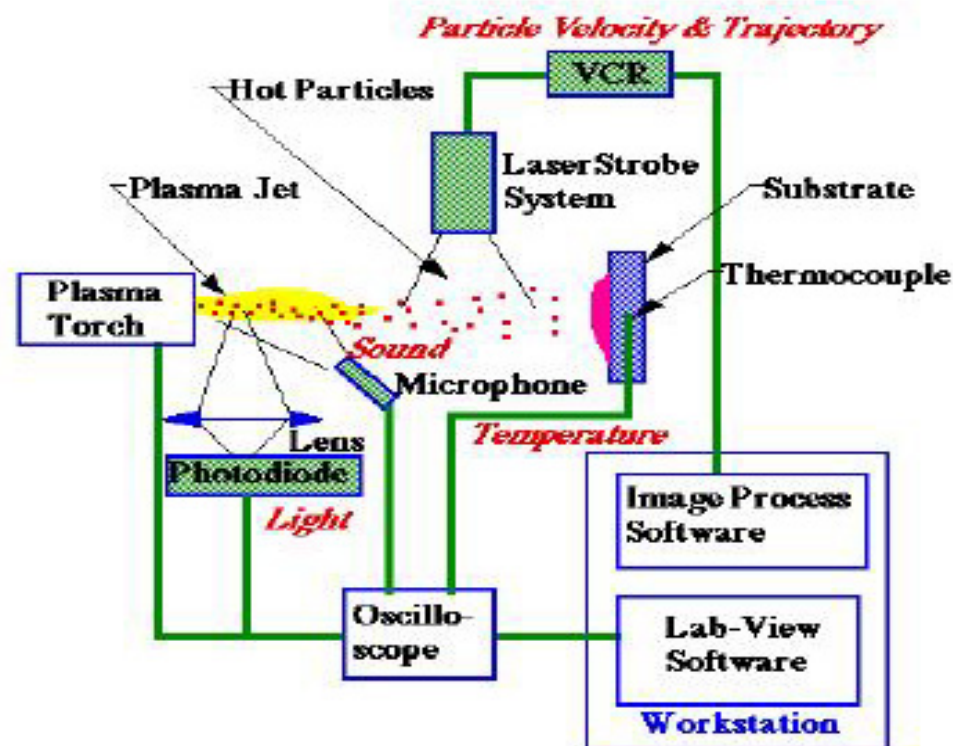 Particle Velocity & Trajectory
VCR
Hot Particles
Laser Strobe
System
Plasma Jet
Substrate
Plasma
Torch
Thermocouple
Sound
Microphone
Temperature
Lens
Photodiode
Light
Image Process
Software
Oscillo-
scope
Lab-View
Software
Workstation